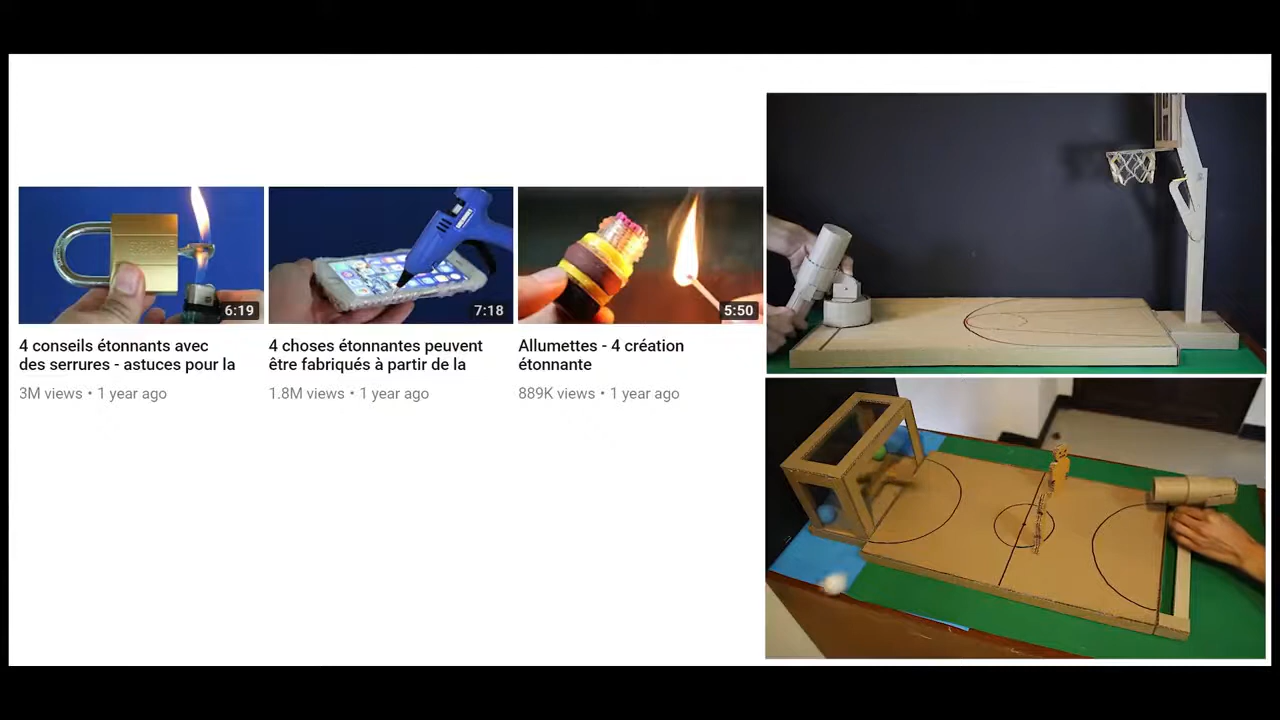 6:19
4 conseils étonnants avec
des serrures - astuces pour la
3M views • 1 year ago
7:18
4 choses étonnantes peuvent
être fabriqués à partir de la
1.8M views • 1 year ago
5:50
Allumettes - 4 création
étonnante
889K views • 1 year ago